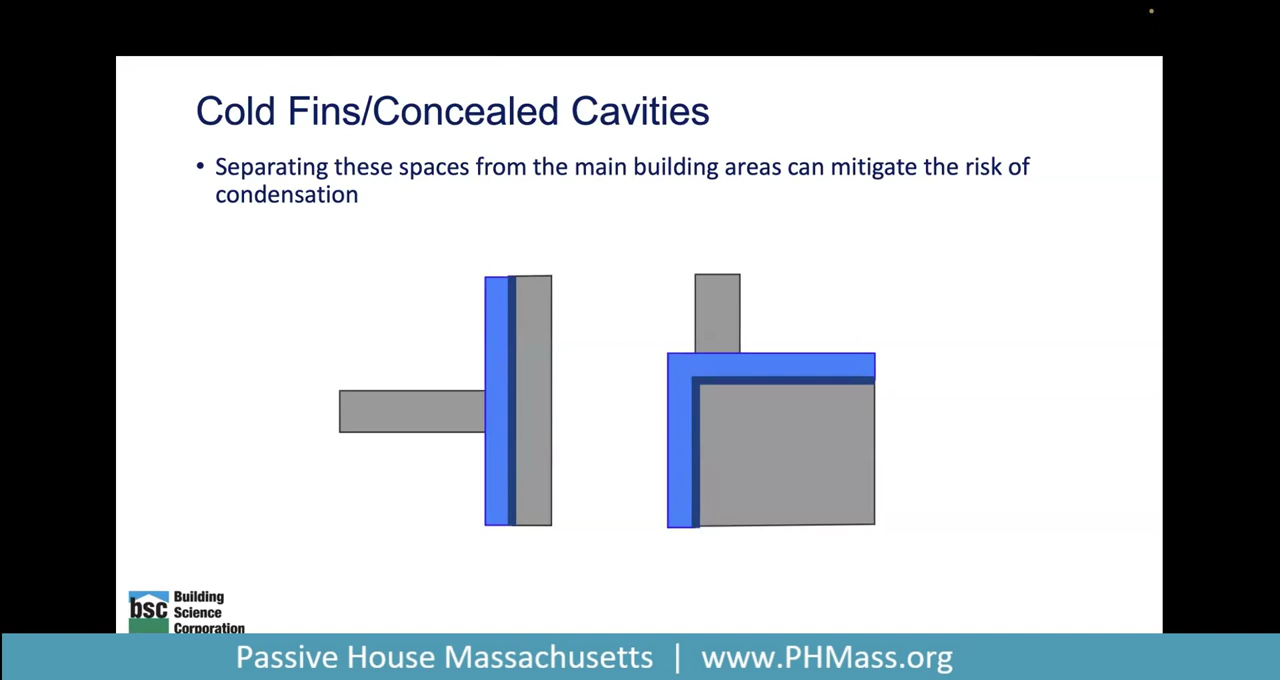 Cold Fins/Concealed Cavities
• Separating these spaces from the main building areas can mitigate the risk of
condensation
bsc
Building
Science
Corporation
Passive House Massachusetts | www.PHMass.org